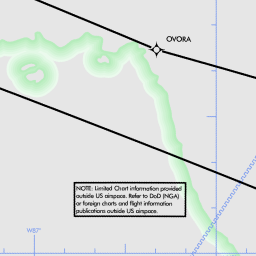 OVORA
NOTE: Limited Chart information provided
outside US airspace. Refer to DoD (NGA)
or foreign charts and flight information
publications outside US airspace.
W87°